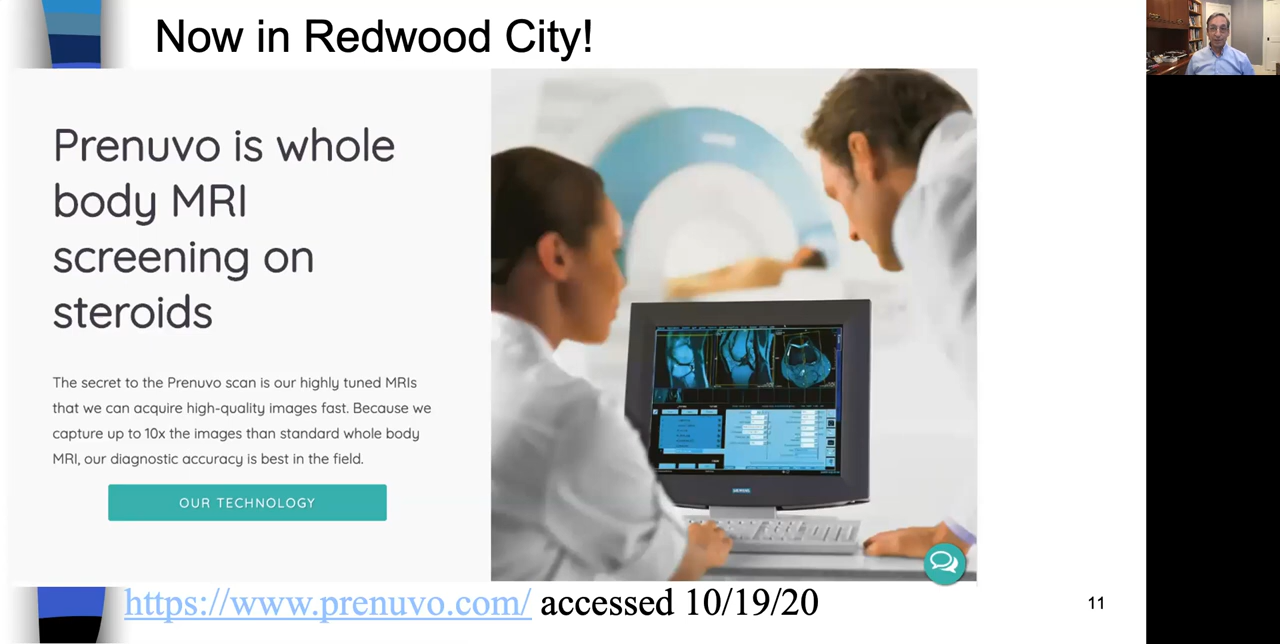 Now in Redwood City!
Prenuvo is whole
body MRI
screening on
steroids
The secret to the Prenuvo scan is our highly tuned MRIs
that we can acquire high-quality images fast. Because we
capture up to 10x the images than standard whole body
MRI, our diagnostic accuracy is best in the field.
OUR TECHNOLOGY
https://www.prenuvo.com/ accessed 10/19/20
11